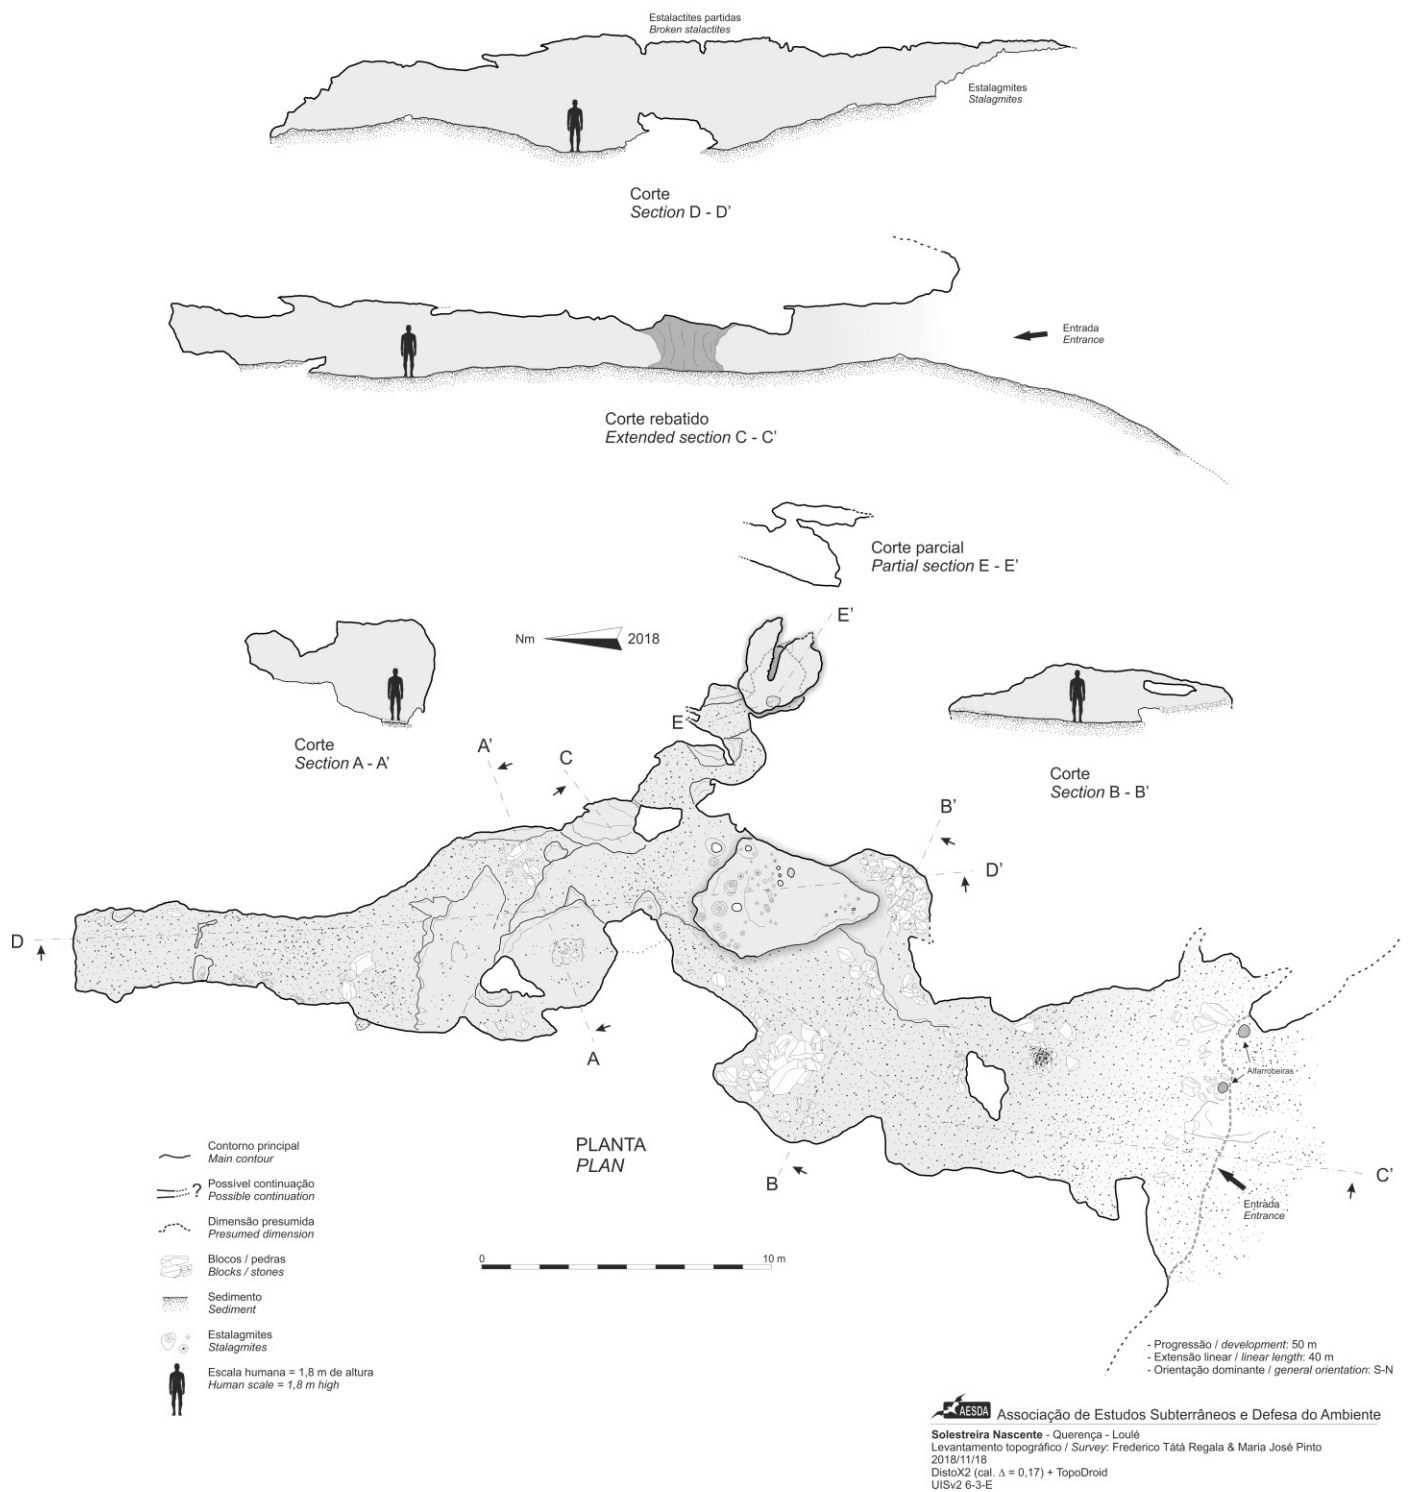 Estalactites partidas
Broken stalactites
Estalagmites
Stalagmites
Corte
Section D - D’
Entrada
Entrance
Corte rebatido
Extended section C - C’
Corte parcial
Partial section E - E’
Nm
2018
E’
E
Corte
Section A - A’
A’
C
Corte
Section B - B’
B’
D’
D
A
Alfarrobeiras
PLANTA
PLAN
B
C’
Entrada
Entrance
Contorno principal
Main contour
?
Possível continuação
Possible continuation
Dimensão presumida
Presumed dimension
Blocos / pedras
Blocks / stones
Sedimento
Sediment
Estalagmites
Stalagmites
Escala humana = 1,8 m de altura
Human scale = 1,8 m high
0
10 m
- Progressão / development: 50 m
- Extensão linear / linear length: 40 m
- Orientação dominante / general orientation: S-N
AESDA Associação de Estudos Subterrâneos e Defesa do Ambiente
Solestreira Nascente - Querença - Loulé
Levantamento topográfico / Survey: Frederico Tátá Regala & Maria José Pinto
2018/11/18
DistoX2 (cal. Δ = 0,17) + TopoDroid
UISv2 6-3-E